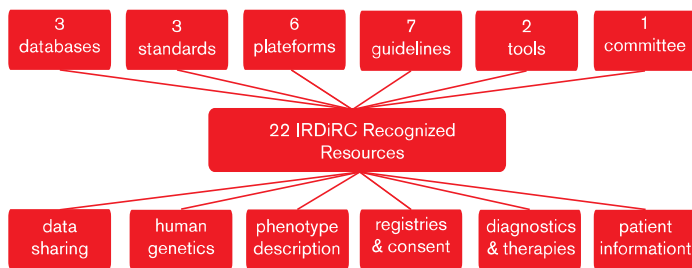 3
databases
3
standards
6
plateforms
7
guidelines
2
tools
1
committee
22 IRDiRC Recognized
Resources
data
sharing
human
genetics
phenotype
description
registries
& consent
diagnostics
& therapies
patient
informationt